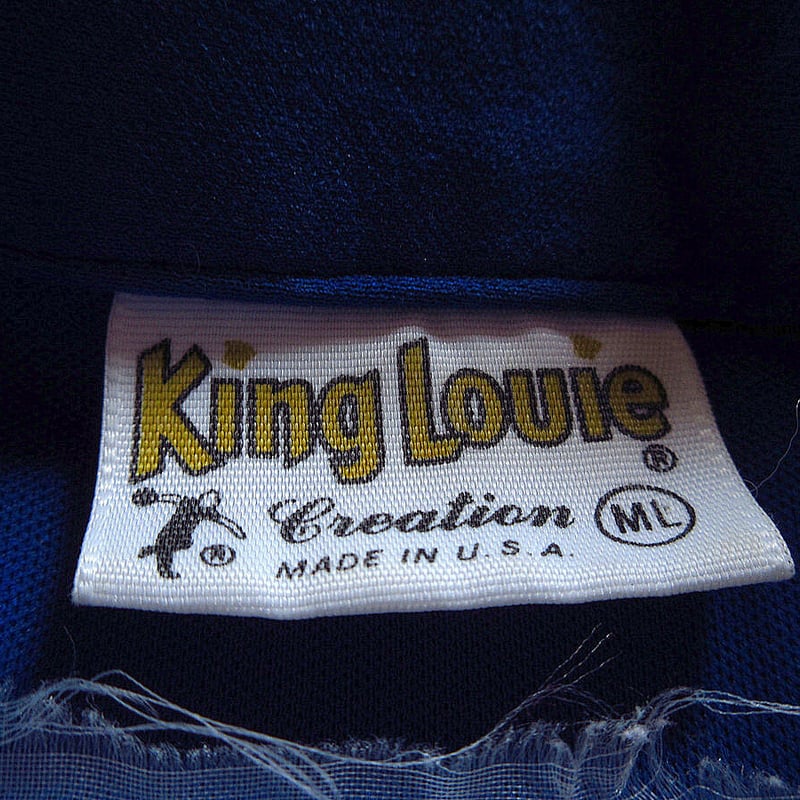 King Louie ®
® Creation ML
MADE IN U.S.A.